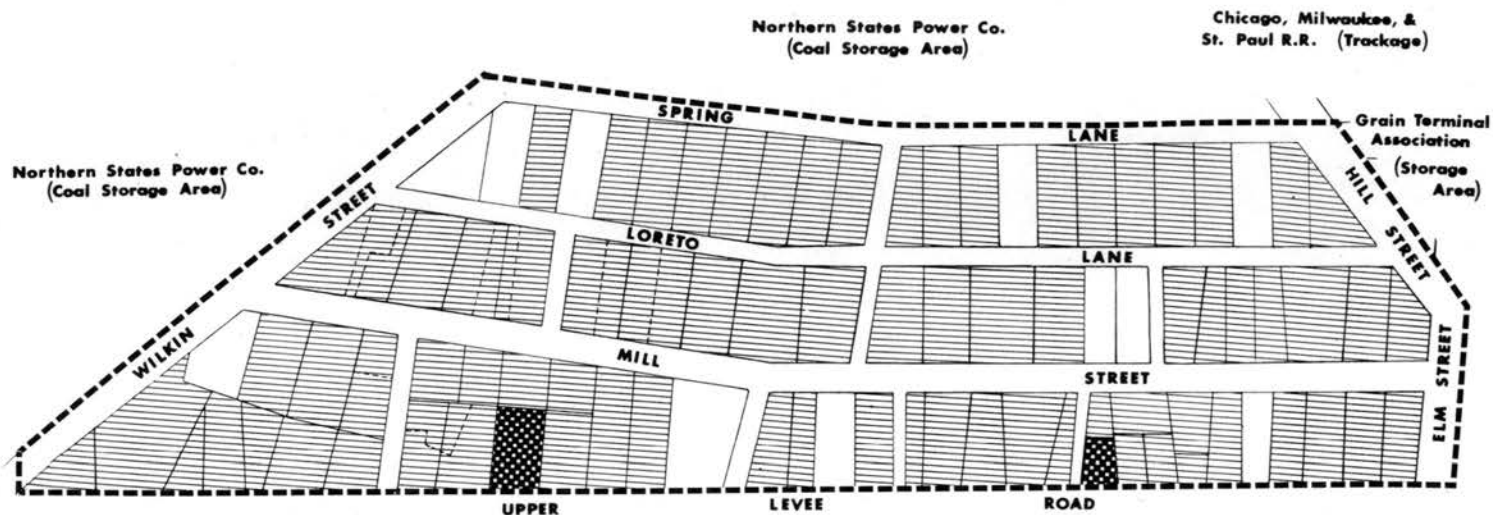 Northern States Power Co.
(Coal Storage Area)
Chicago, Milwaukee, &
St. Paul R.R. (Trackage)
Northern States Power Co.
(Coal Storage Area)
Grain Terminal
Association
(Storage
Area)
SPRING LANE
HILL STREET
WILKIN STREET
LORETO LANE
MILL STREET
ELM STREET
UPPER LEVEE ROAD